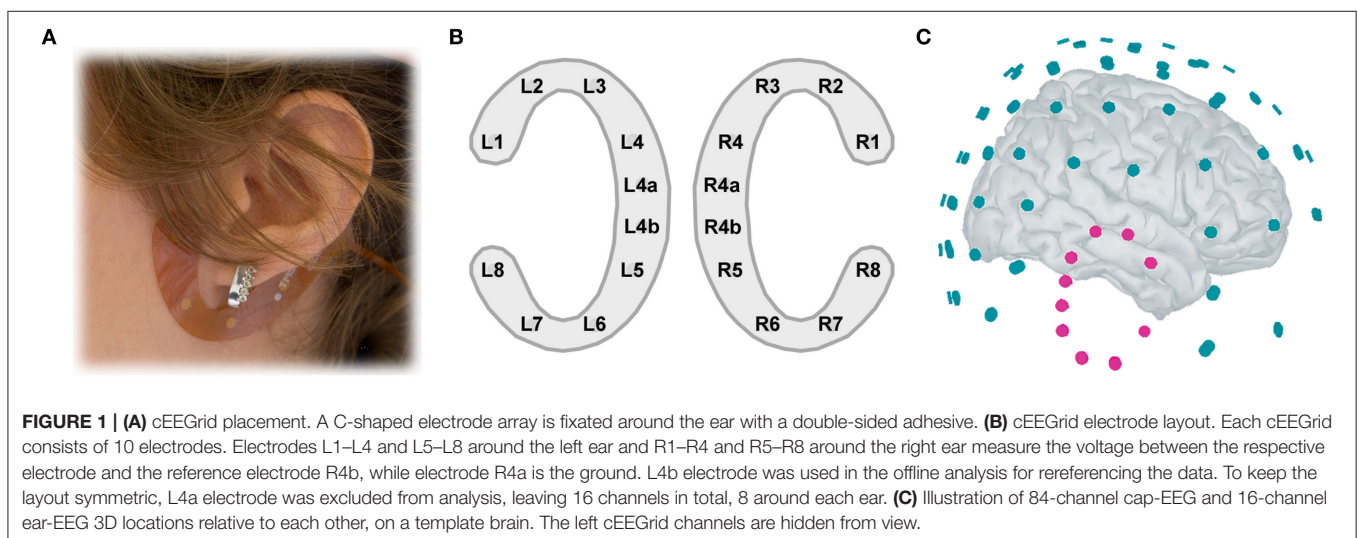 A
B
C
L2 L3 R3 R2
L1 L4 R4 R1
L4a R4a
L4b R4b
L8 L5 R5 R8
L7 L6 R6 R7
FIGURE 1 | (A) cEEGrid placement. A C-shaped electrode array is fixated around the ear with a double-sided adhesive. (B) cEEGrid electrode layout. Each cEEGrid
consists of 10 electrodes. Electrodes L1–L4 and L5–L8 around the left ear and R1–R4 and R5–R8 around the right ear measure the voltage between the respective
electrode and the reference electrode R4b, while electrode R4a is the ground. L4b electrode was used in the offline analysis for rereferencing the data. To keep the
layout symmetric, L4a electrode was excluded from analysis, leaving 16 channels in total, 8 around each ear. (C) Illustration of 84-channel cap-EEG and 16-channel
ear-EEG 3D locations relative to each other, on a template brain. The left cEEGrid channels are hidden from view.